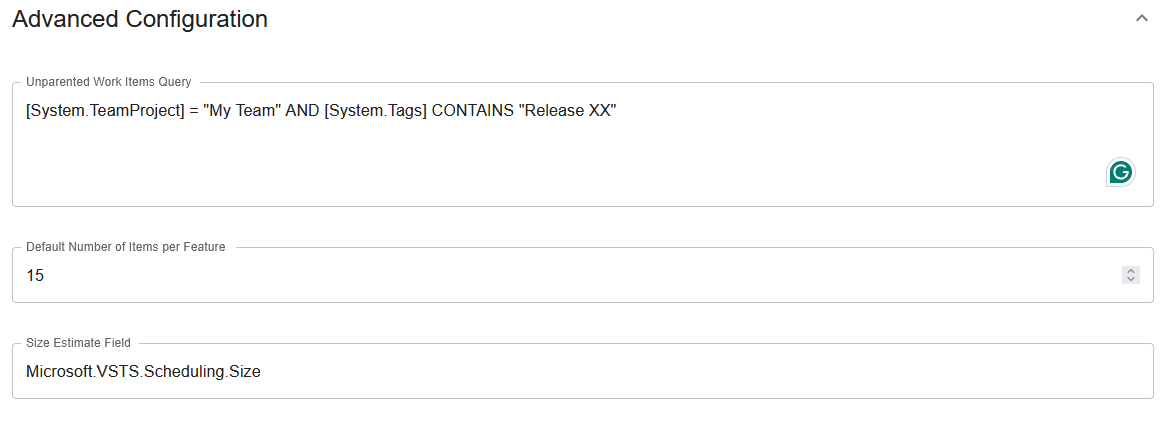 Advanced Configuration
Unparented Work Items Query
[System.TeamProject] = "My Team" AND [System.Tags] CONTAINS "Release XX"
Default Number of Items per Feature
15
Size Estimate Field
Microsoft.VSTS.Scheduling.Size